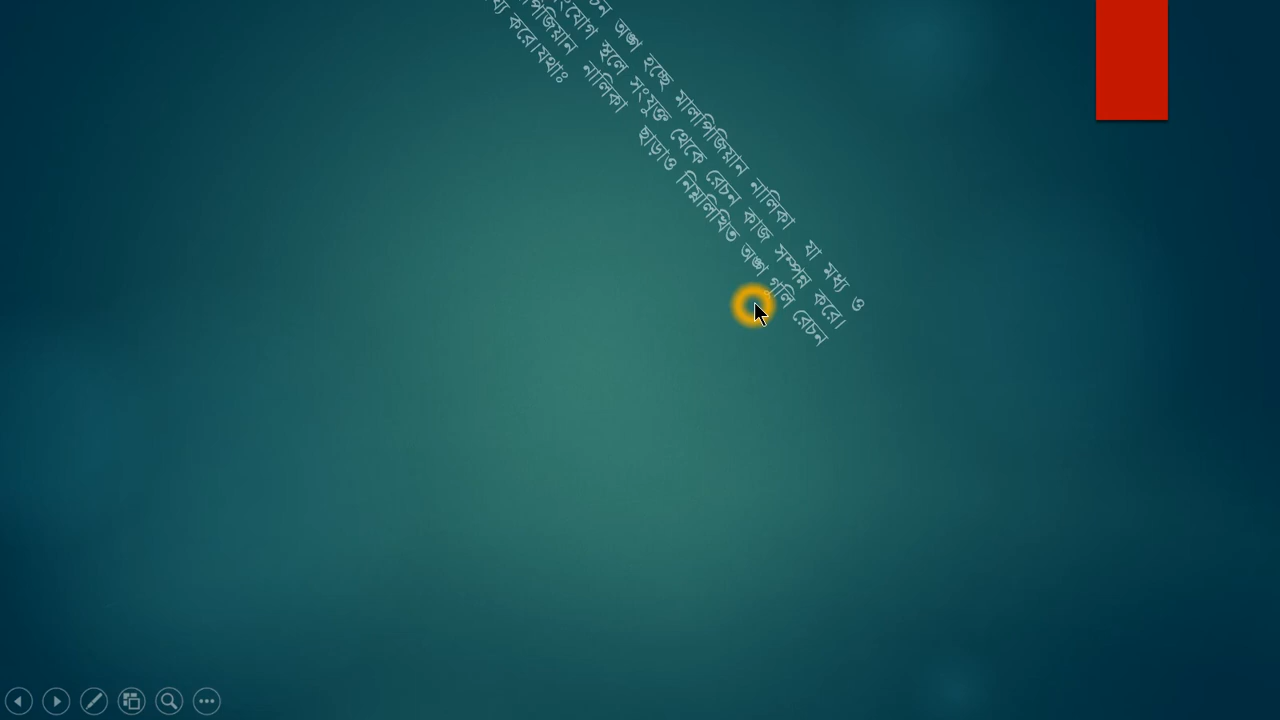 অঙ্গ হচ্ছে মালপিজিয়ান নালিকা যা মধ্য ও
স্থলে সংযুক্ত থেকে রেচন কাজ সম্পন্ন করে।
নালিকা ছাড়াও নিম্নলিখিত অঙ্গ গুলি রেচন
করে।যথাঃ